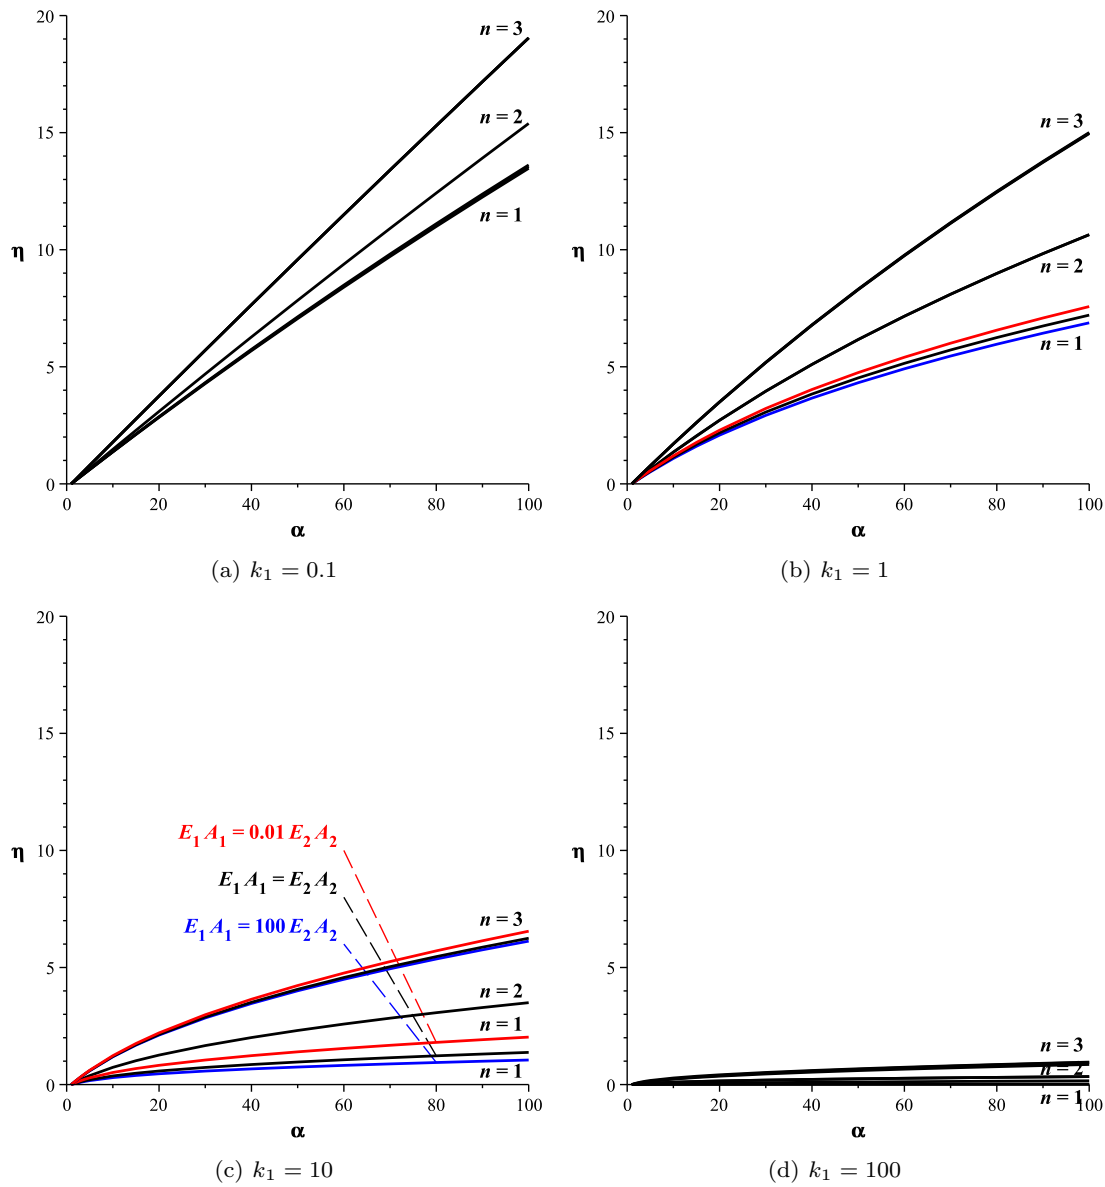 20
n = 3
15
n = 2
n = 1
η
10
5
0
0 20 40 60 80 100
α
(a) k₁ = 0.1
20
15
n = 3
η
10
n = 2
5
n = 1
0
0 20 40 60 80 100
α
(b) k₁ = 1
20
15
E₁ A₁ = 0.01 E₂ A₂
η
10
E₁ A₁ = E₂ A₂
E₁ A₁ = 100 E₂ A₂
n = 3
5
n = 2
n = 1
n = 1
0
0 20 40 60 80 100
α
(c) k₁ = 10
20
15
η
10
5
n = 3
n = 2
n = 1
0
0 20 40 60 80 100
α
(d) k₁ = 100